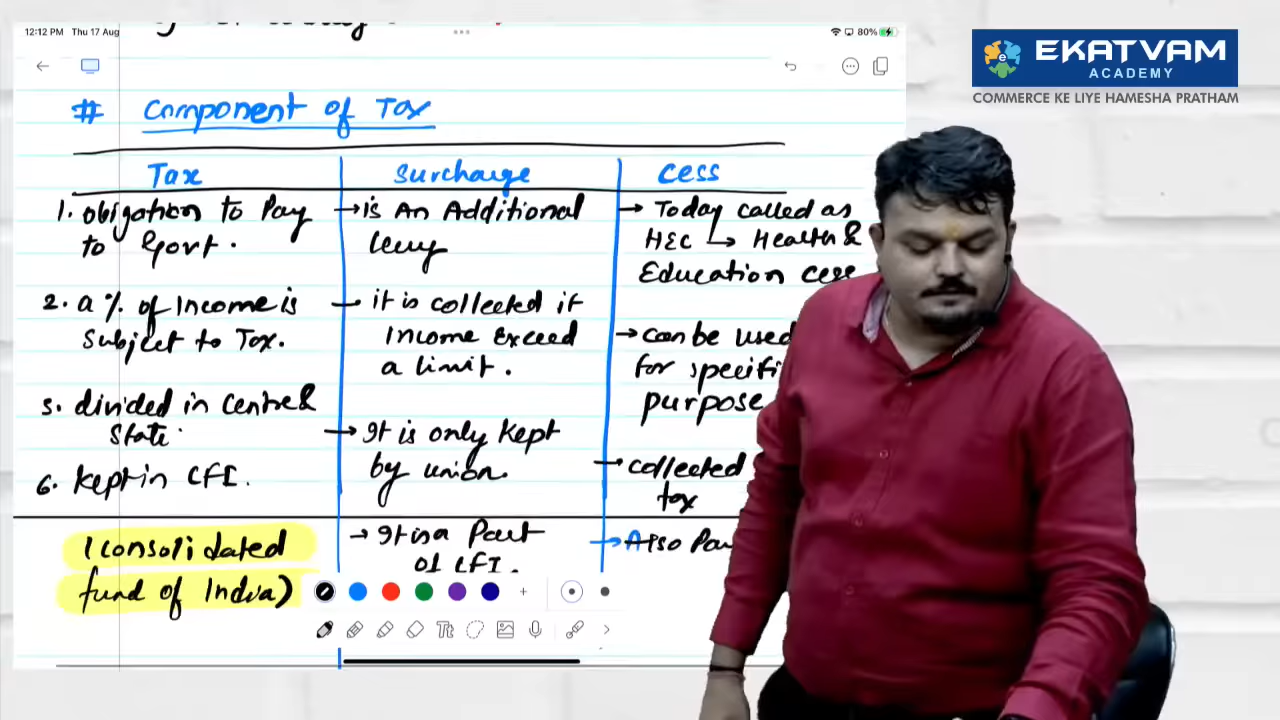 12:12 PM Thu 17 Aug
80%
EKATVAM
ACADEMY
COMMERCE KE LIYE HAMESHA PRATHAM
# Component of Tax
Tax
1. obigation to Pay
to Govt.
2. a % of Income is
Subject to Tax.
5. divided in Centre &
State.
6. Kept in CFI.
(Consolidated
fund of India)
Surcharge
→ is An Additional
levy
– it is collected if
Income Exceed
a limit.
→ It is only Kept
by union.
→ It is a Part
of CFI.
Cess
→ Today called as
HEC ↳ Health &
Education cess
→ can be used
for specifi
purpose
– collected
tax
→ Also Par
Tt